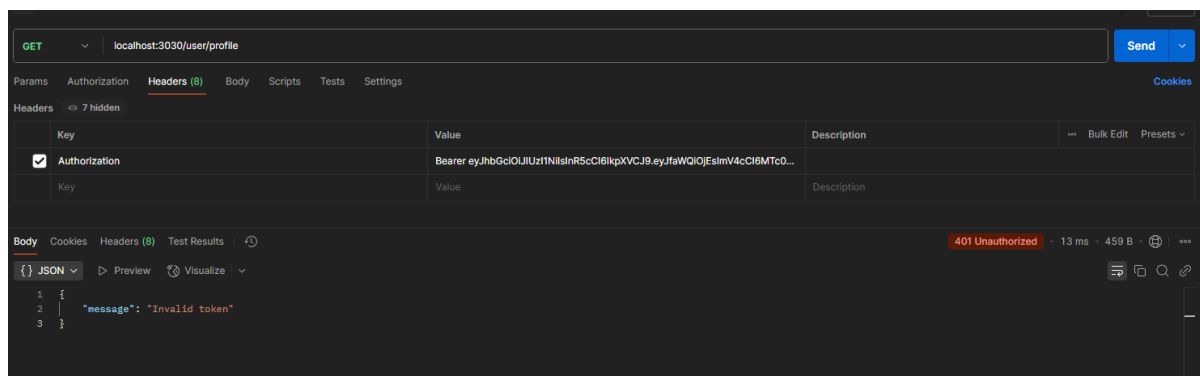 GET localhost:3030/user/profile Send
Params Authorization Headers (8) Body Scripts Tests Settings Cookies
Headers 7 hidden
Key Value Description Bulk Edit Presets
Authorization Bearer eyJhbGciOiJIUzI1NiIsInR5cCI6IkpXVCJ9.eyJfaWQiOjEsImV4cCI6MTc0...
Key Value Description
Body Cookies Headers (8) Test Results 401 Unauthorized • 13 ms • 459 B
{} JSON Preview Visualize
1 {
2 "message": "Invalid token"
3 }